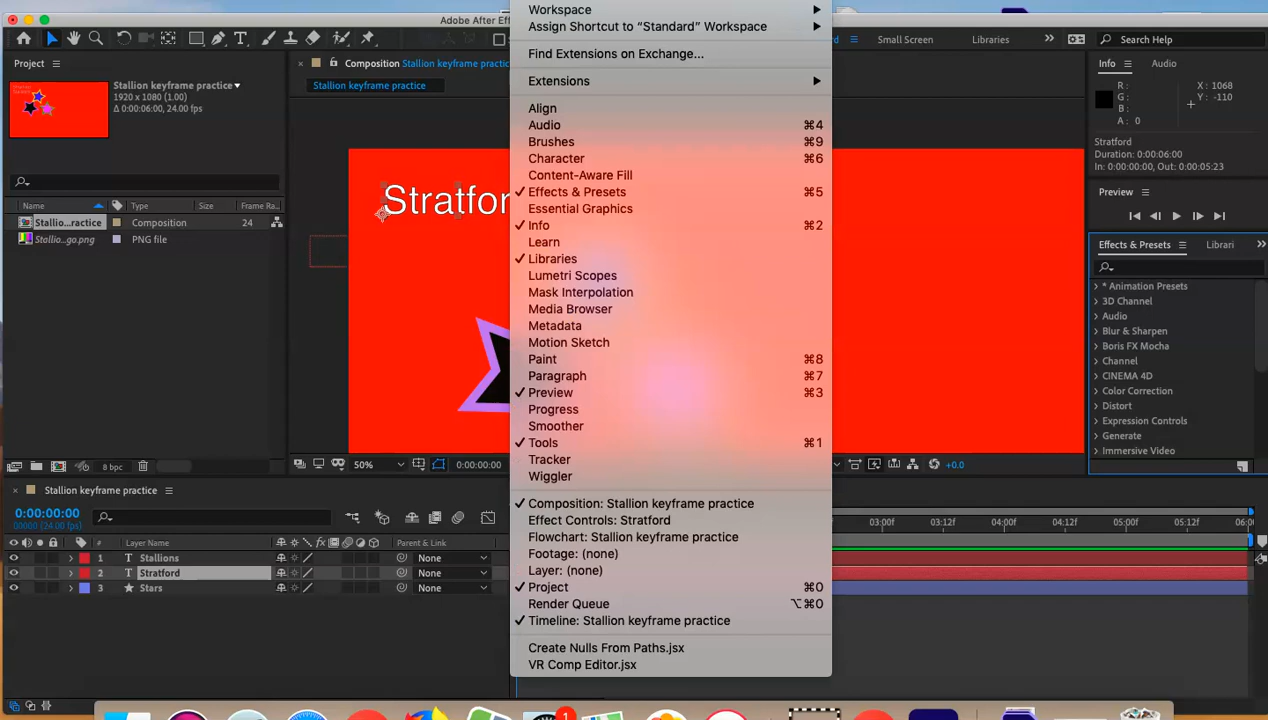 Adobe After Eff
Search Help
Small Screen
Libraries
Project
Stallion keyframe practice
1920 x 1080 (1.00)
Δ 0:00:06:00, 24.00 fps
Name
Type
Size
Frame Ra...
Stallio...ractice
Composition
24
Stallio...go.png
PNG file
8 bpc
Composition Stallion keyframe practic
Stallion keyframe practice
Stratfor
50%
0:00:00:00
+0.0
Workspace
Assign Shortcut to “Standard” Workspace
Find Extensions on Exchange...
Extensions
Align
Audio ⌘4
Brushes ⌘9
Character ⌘6
Content-Aware Fill
✓ Effects & Presets ⌘5
Essential Graphics
✓ Info ⌘2
Learn
✓ Libraries
Lumetri Scopes
Mask Interpolation
Media Browser
Metadata
Motion Sketch
Paint ⌘8
Paragraph ⌘7
✓ Preview ⌘3
Progress
Smoother
✓ Tools ⌘1
Tracker
Wiggler
✓ Composition: Stallion keyframe practice
Effect Controls: Stratford
Flowchart: Stallion keyframe practice
Footage: (none)
Layer: (none)
✓ Project ⌘0
Render Queue ⌥⌘0
✓ Timeline: Stallion keyframe practice
Create Nulls From Paths.jsx
VR Comp Editor.jsx
Info
Audio
R :
G :
B :
A : 0
X : 1068
Y : -110
Stratford
Duration: 0:00:06:00
In: 0:00:00:00, Out: 0:00:05:23
Preview
Effects & Presets
Librari
* Animation Presets
3D Channel
Audio
Blur & Sharpen
Boris FX Mocha
Channel
CINEMA 4D
Color Correction
Distort
Expression Controls
Generate
Immersive Video
Stallion keyframe practice
0:00:00:00
00000 (24.00 fps)
03:00f
03:12f
04:00f
04:12f
05:00f
05:12f
06:00
# Layer Name
fx
Parent & Link
1 T Stallions None
2 T Stratford None
3 Stars None
1